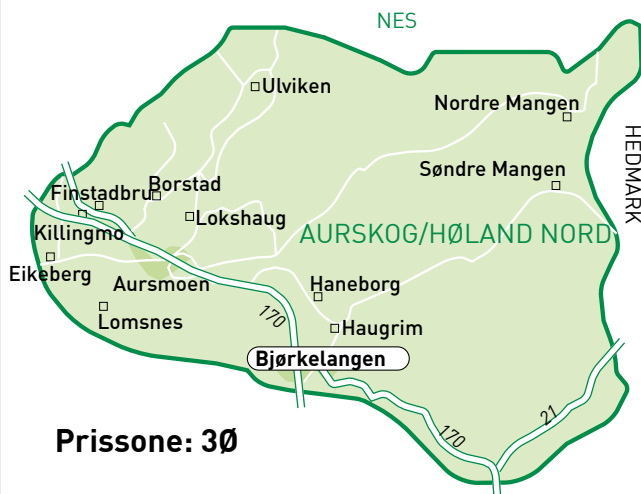 NES
Ulviken
Nordre Mangen
HEDMARK
Søndre Mangen
Borstad
Finstadbru
Lokshaug
Killingmo
AURSKOG/HØLAND NORD
Eikeberg
Aursmoen
Haneborg
Lomsnes
170
Haugrim
Bjørkelangen
21
170
Prissone: 3Ø